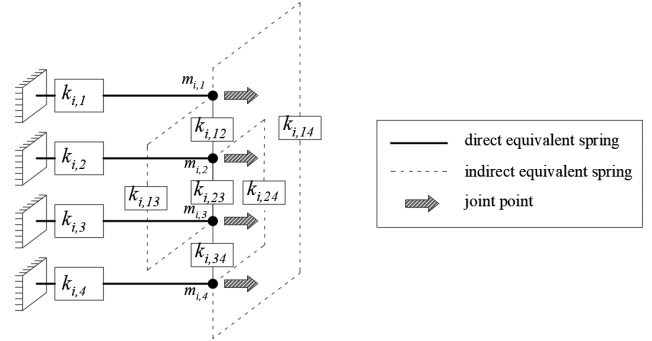 m_{i,1}
k_{i,1}
k_{i,12}
k_{i,14}
k_{i,2}
m_{i,2}
k_{i,13}
k_{i,23}
k_{i,24}
k_{i,3}
m_{i,3}
k_{i,34}
k_{i,4}
m_{i,4}
direct equivalent spring
indirect equivalent spring
joint point